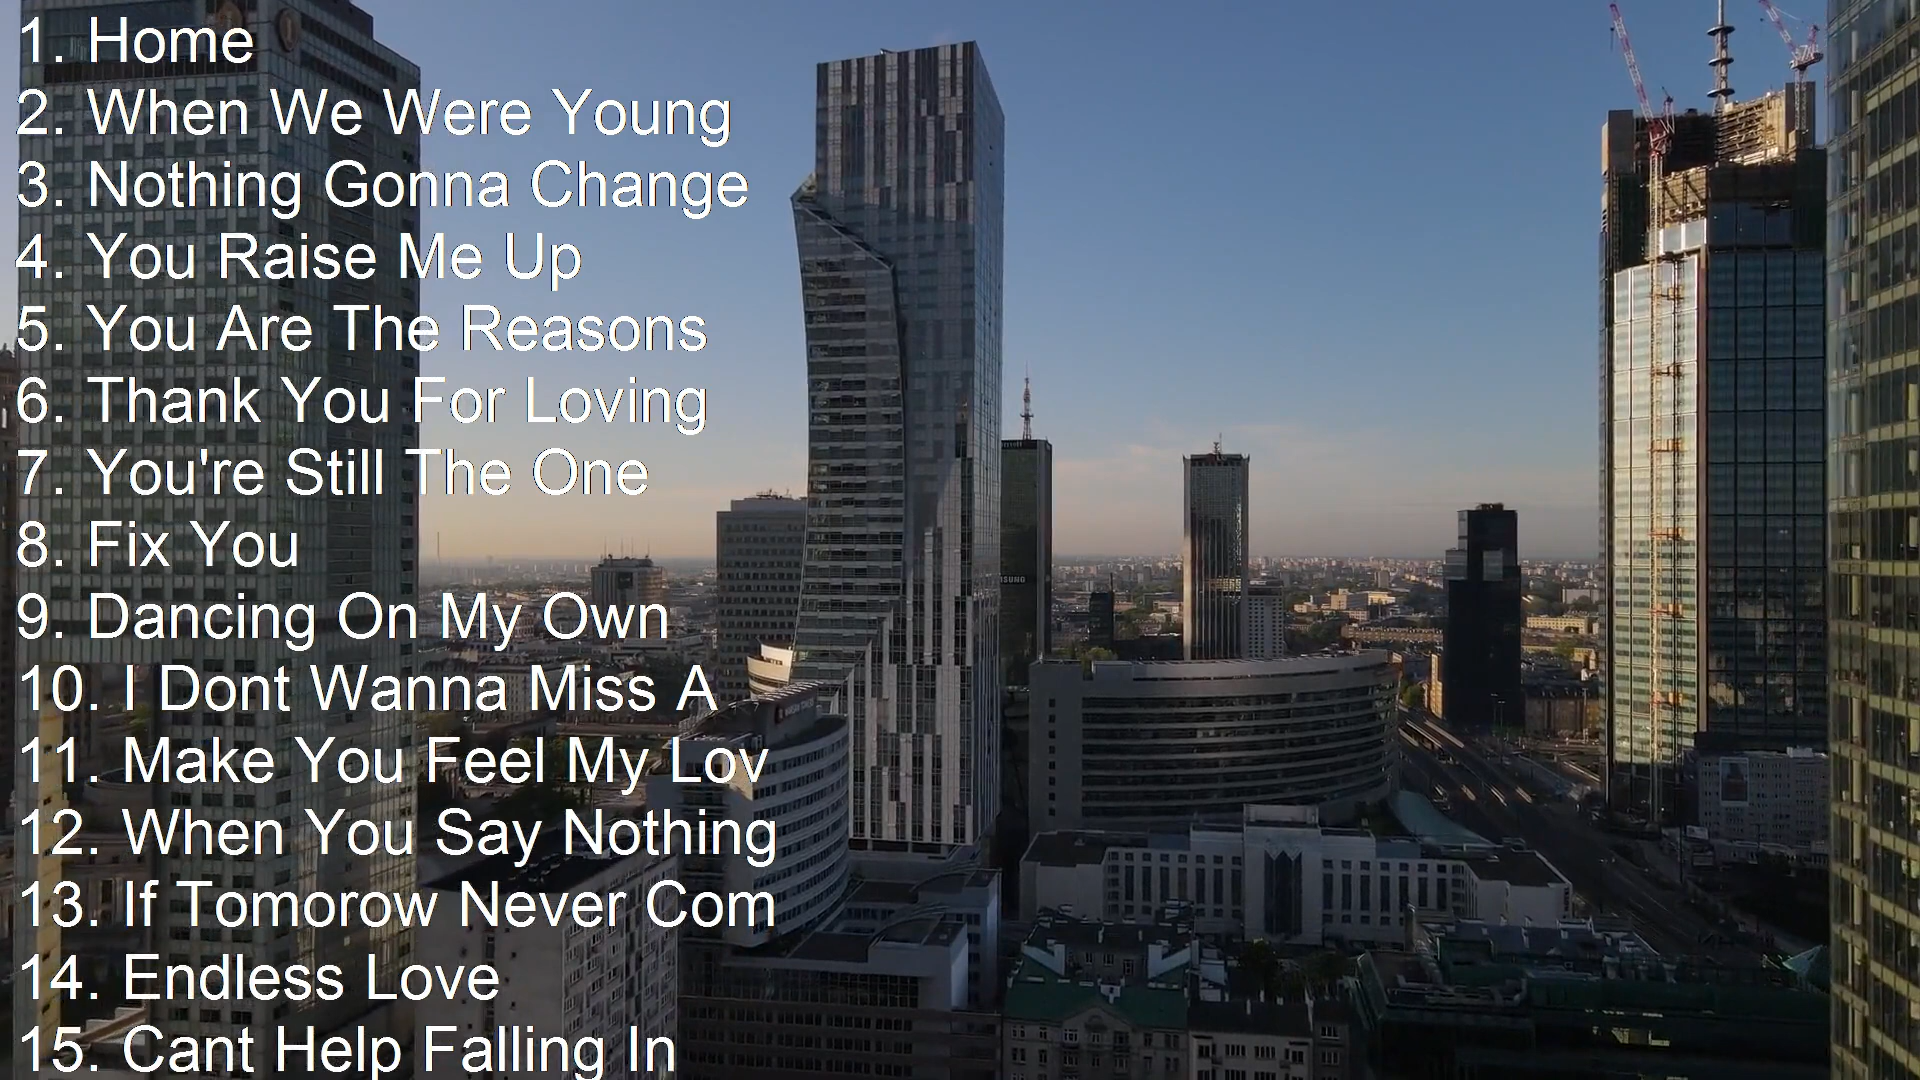 1. Home
2. When We Were Young
3. Nothing Gonna Change
4. You Raise Me Up
5. You Are The Reasons
6. Thank You For Loving
7. You're Still The One
8. Fix You
9. Dancing On My Own
10. I Dont Wanna Miss A
11. Make You Feel My Lov
12. When You Say Nothing
13. If Tomorow Never Com
14. Endless Love
15. Cant Help Falling In